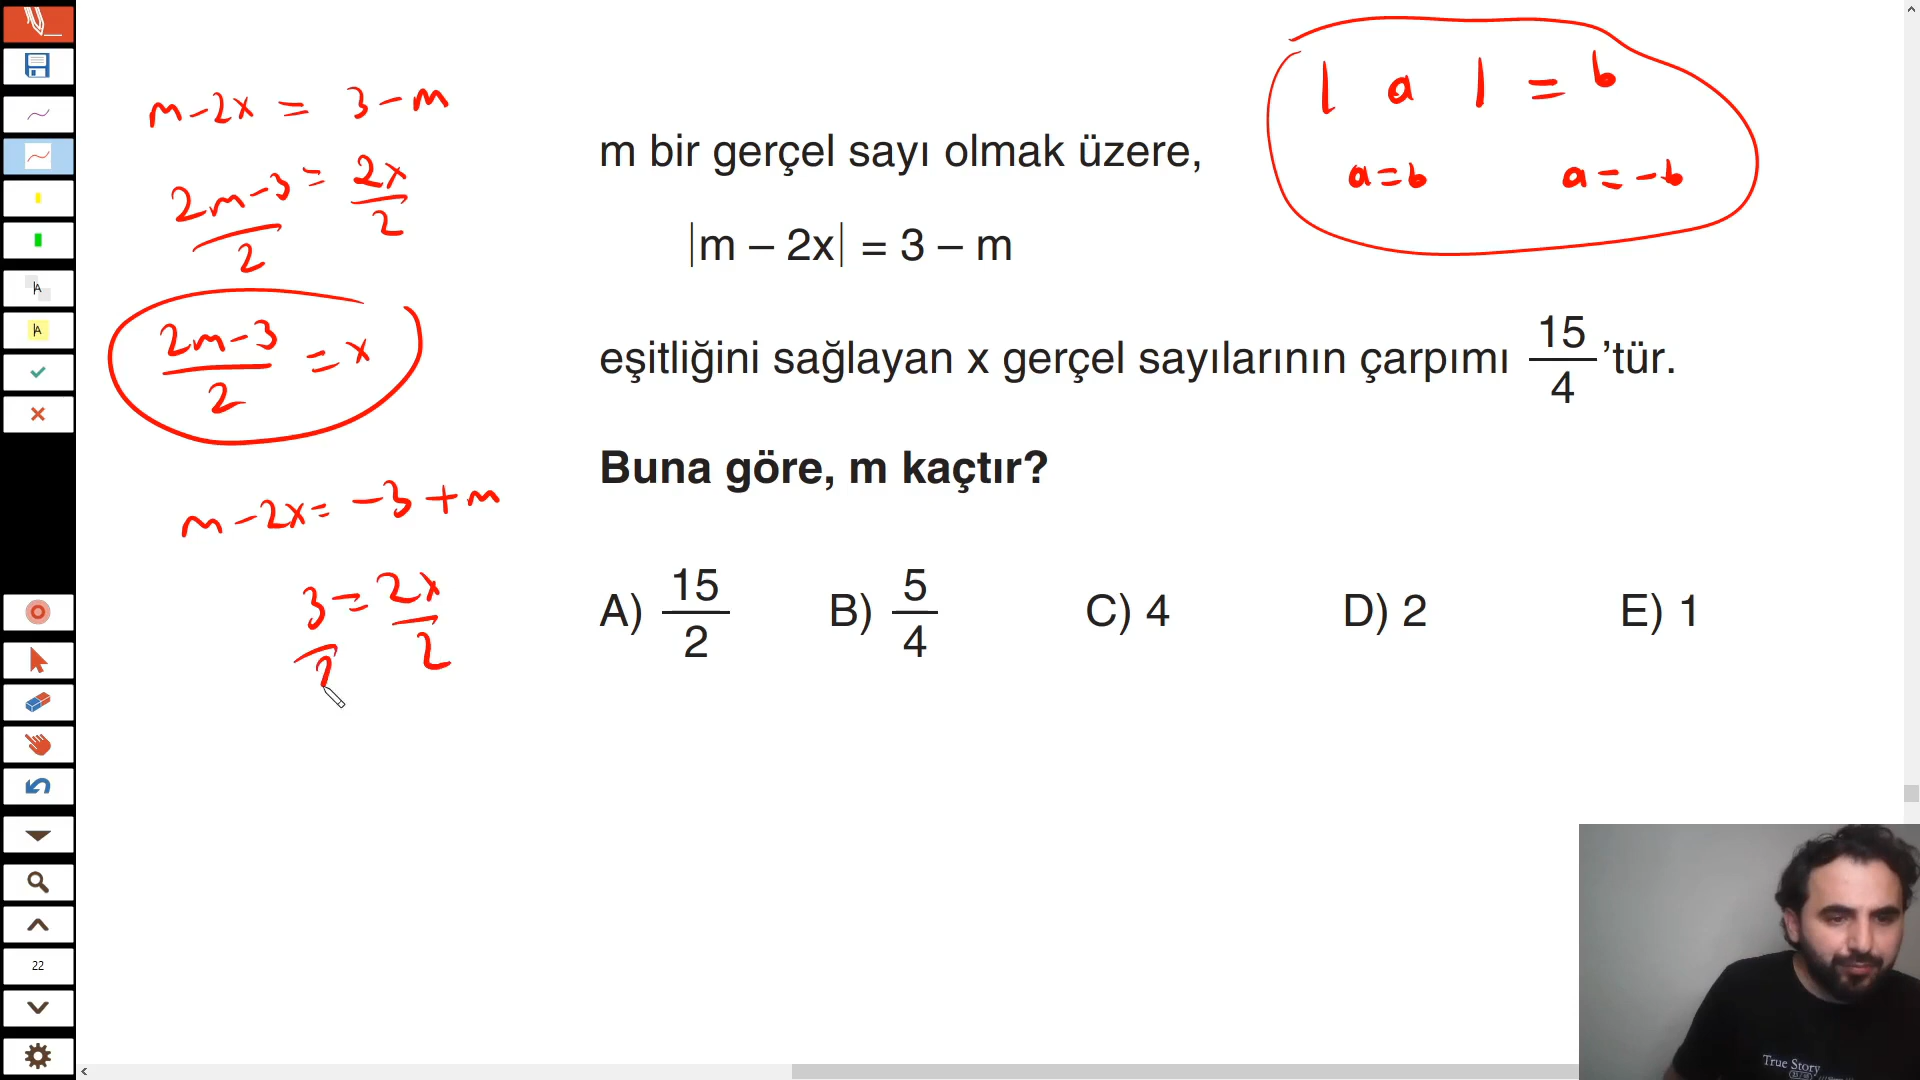 m-2x = 3-m
2m-3 = 2x
2 2
2m-3 = x
2
m-2x = -3+m
3 = 2x
2
| a | = b
a=b a=-b
m bir gerçel sayı olmak üzere,
|m – 2x| = 3 – m
eşitliğini sağlayan x gerçel sayılarının çarpımı 15/4 'tür.
Buna göre, m kaçtır?
A) 15/2 B) 5/4 C) 4 D) 2 E) 1
22
True Story